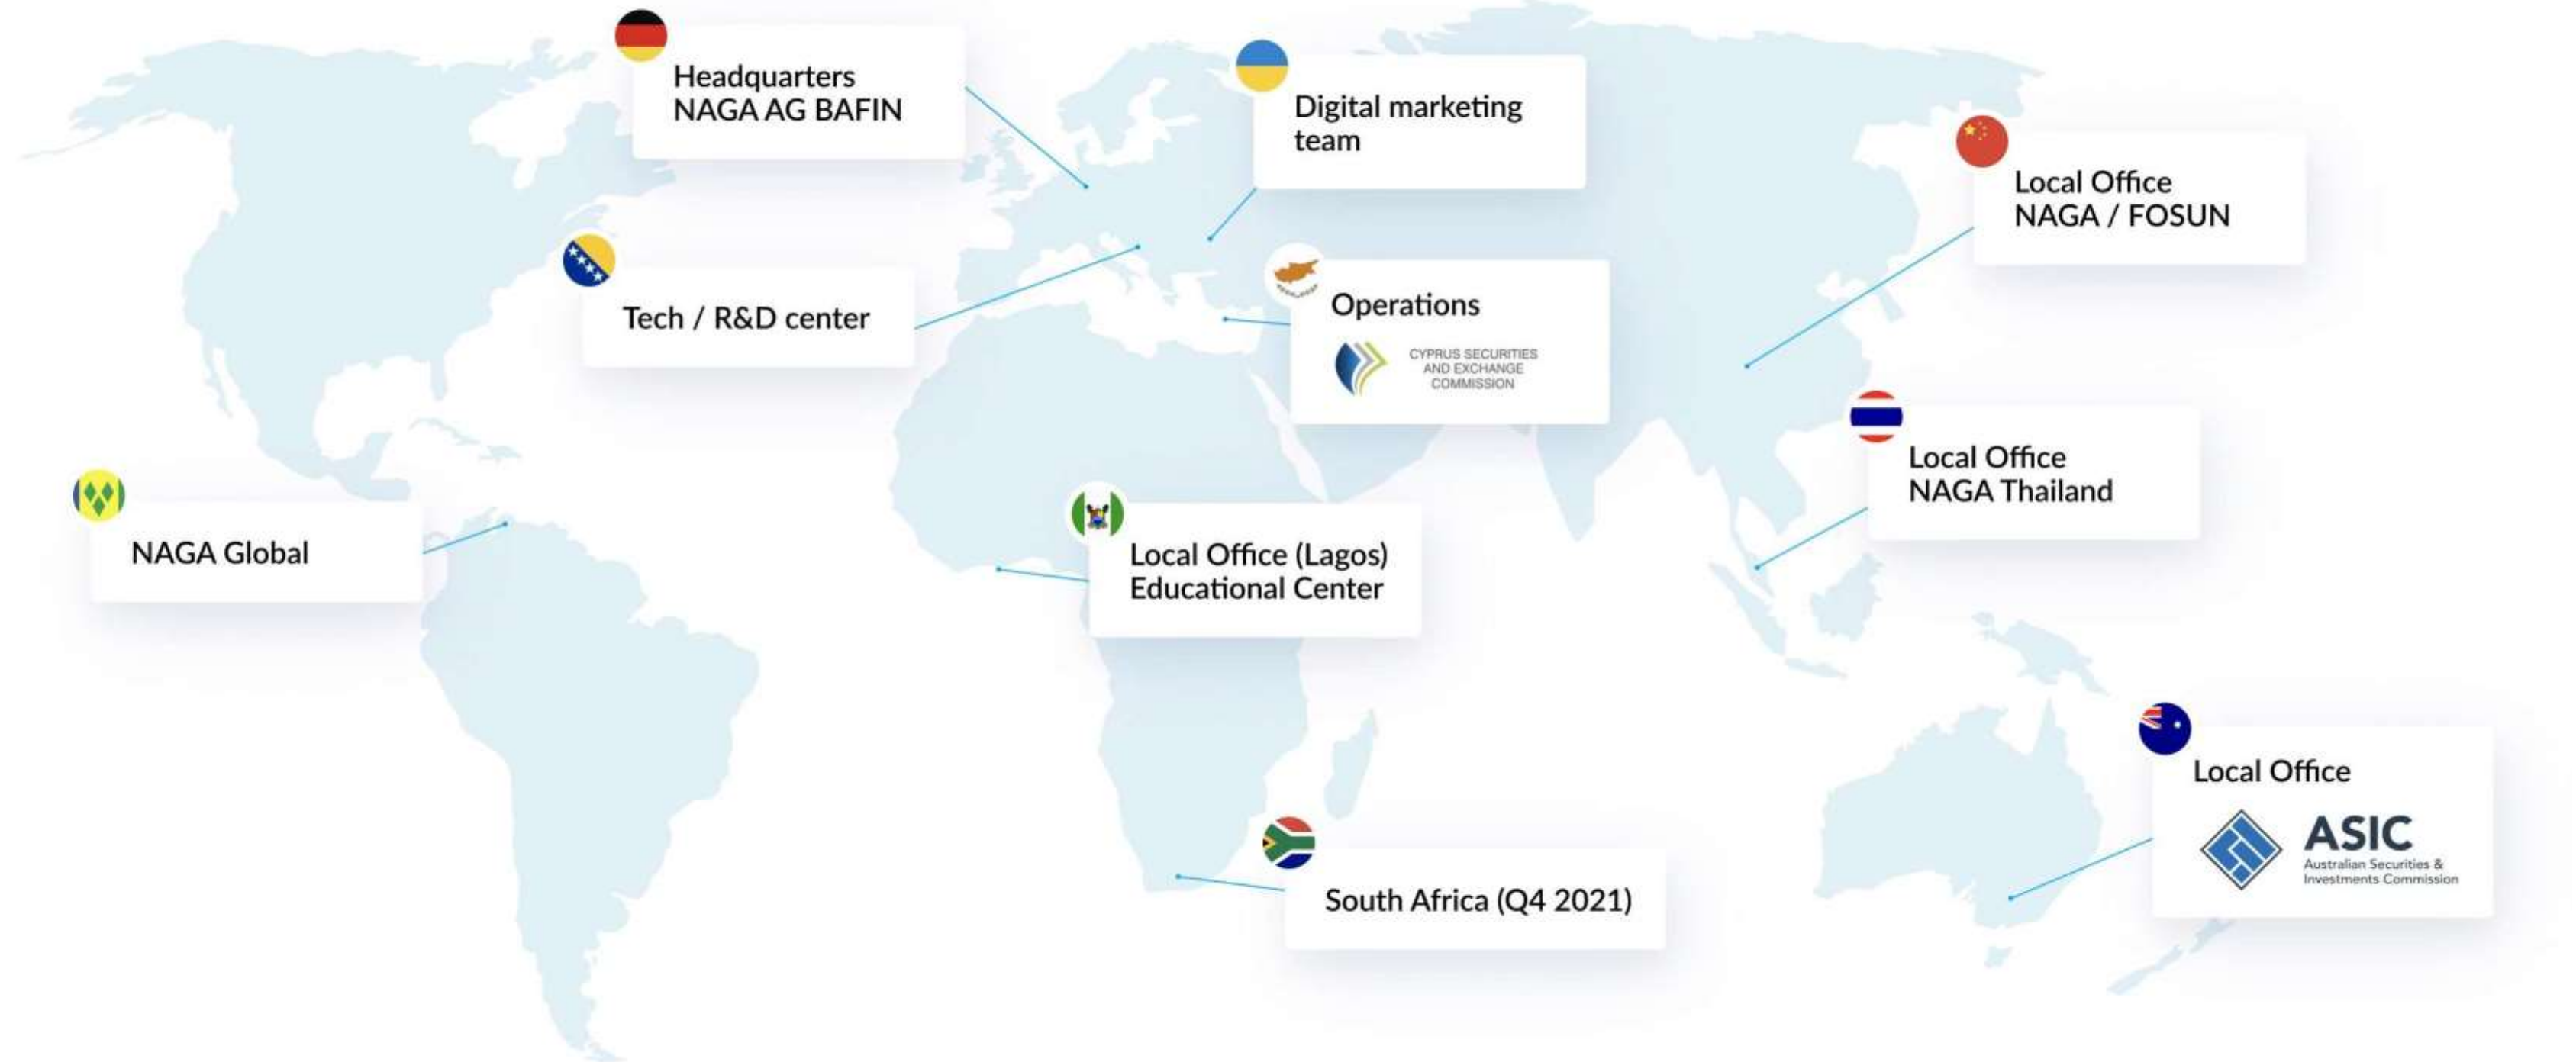 Headquarters
NAGA AG BAFIN
Digital marketing
team
Local Office
NAGA / FOSUN
Tech / R&D center
Operations
CYPRUS SECURITIES
AND EXCHANGE
COMMISSION
Local Office
NAGA Thailand
NAGA Global
Local Office (Lagos)
Educational Center
Local Office
ASIC
Australian Securities &
Investments Commission
South Africa (Q4 2021)